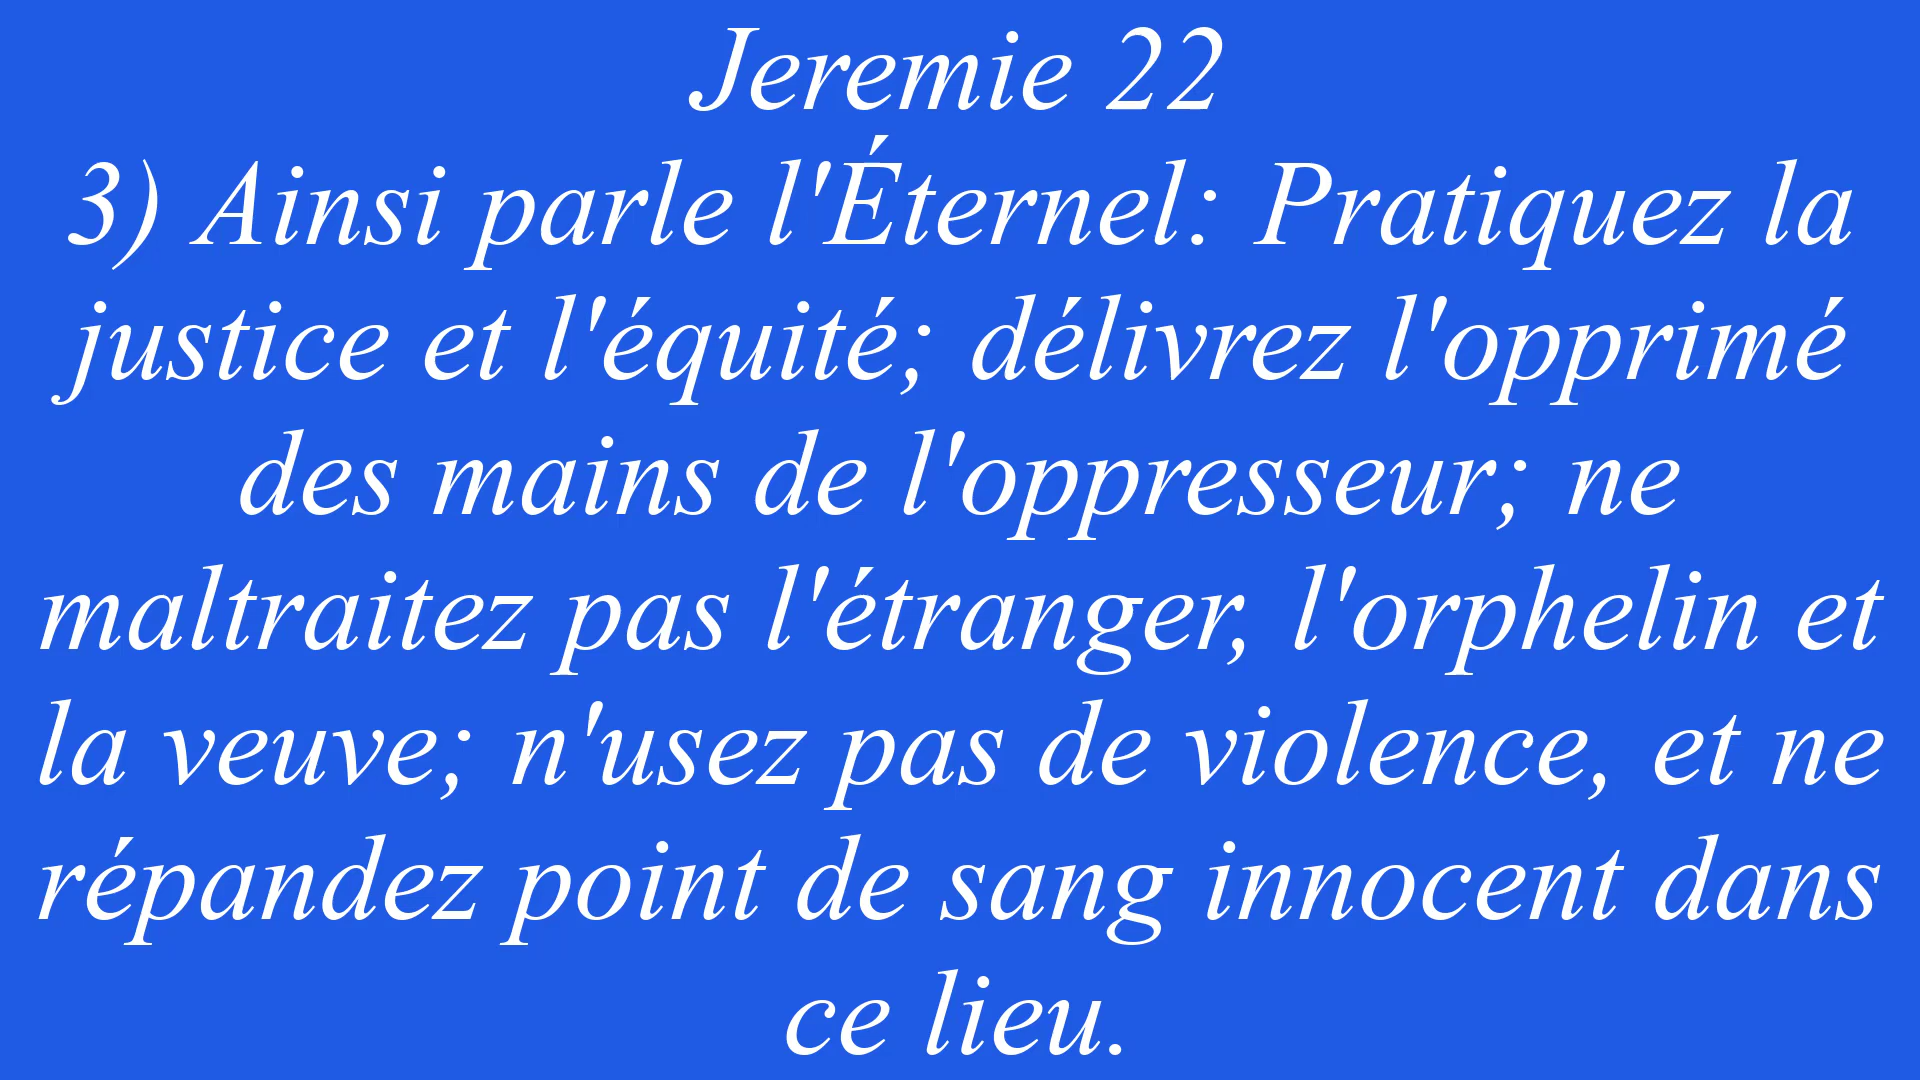 Jeremie 22
3) Ainsi parle l'Éternel: Pratiquez la
justice et l'équité; délivrez l'opprimé
des mains de l'oppresseur; ne
maltraitez pas l'étranger, l'orphelin et
la veuve; n'usez pas de violence, et ne
répandez point de sang innocent dans
ce lieu.